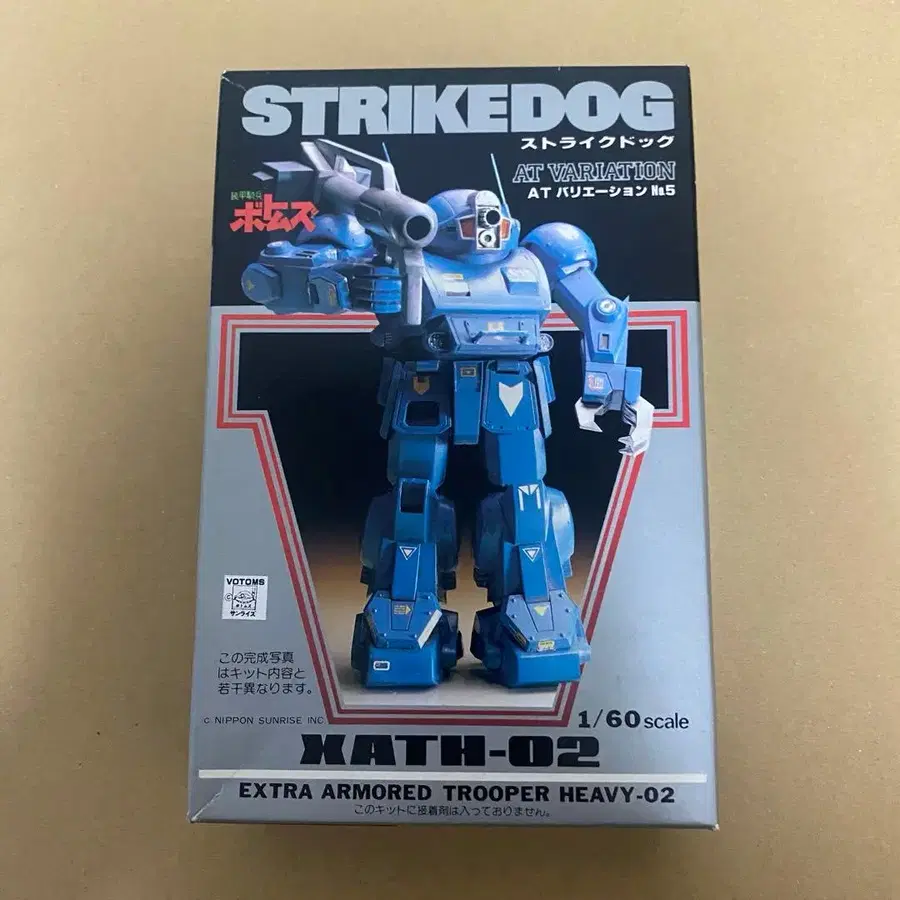 STRIKEDOG
ストライクドッグ
AT VARIATION
AT バリエーション No.5
装甲騎兵
ボトムズ
VOTOMS
©
ボトムズ
サンライズ
この完成写真
はキット内容と
若干異なります。
© NIPPON SUNRISE INC
1/60 scale
XATH-02
EXTRA ARMORED TROOPER HEAVY-02
このキットに接着剤は入っておりません。